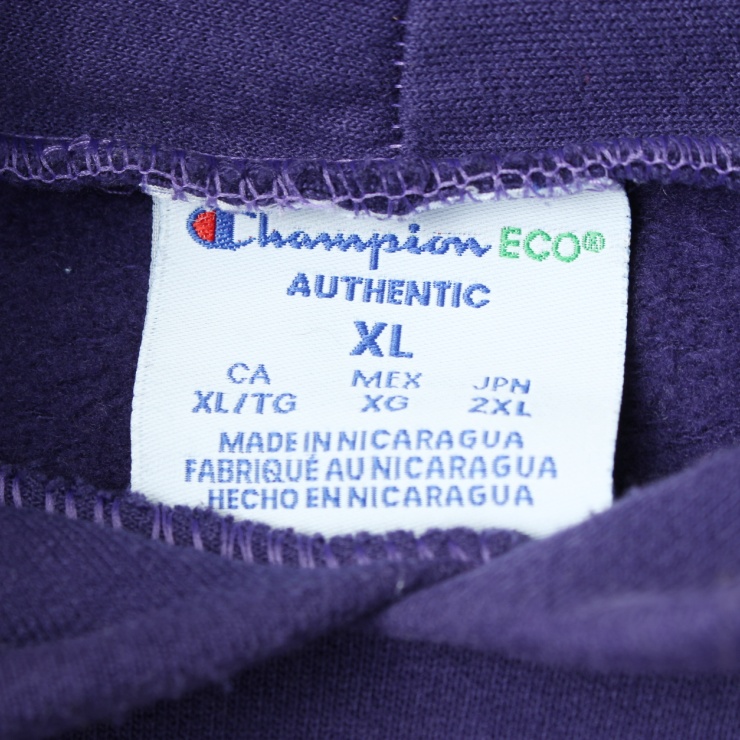 Champion ECO®
AUTHENTIC
XL
CA MEX JPN
XL/TG XG 2XL
MADE IN NICARAGUA
FABRIQUÉ AU NICARAGUA
HECHO EN NICARAGUA